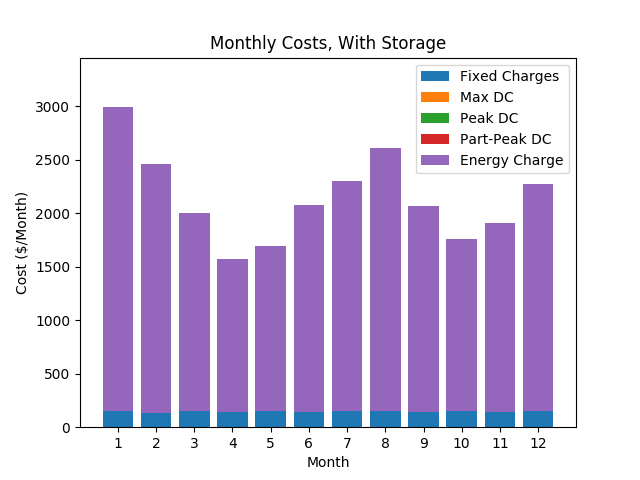 Monthly Costs, With Storage
Fixed Charges
Max DC
Peak DC
Part-Peak DC
Energy Charge
Cost ($/Month)
3000
2500
2000
1500
1000
500
0
1 2 3 4 5 6 7 8 9 10 11 12
Month